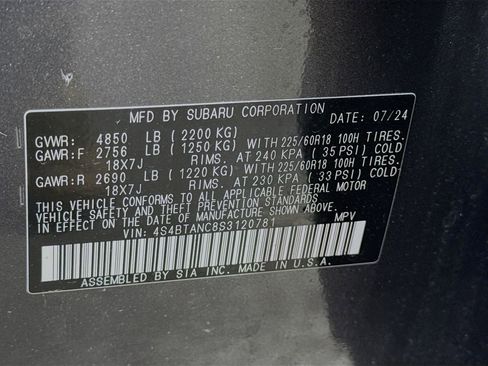 MFD BY SUBARU CORPORATION DATE: 07/24
GVWR: 4850 LB ( 2200 KG)
GAWR:F 2756 LB ( 1250 KG) WITH 225/60R18 100H TIRES.
18X7J RIMS. AT 240 KPA ( 35 PSI) COLD
GAWR:R 2690 LB ( 1220 KG) WITH 225/60R18 100H TIRES.
18X7J RIMS. AT 230 KPA ( 33 PSI) COLD
THIS VEHICLE CONFORMS TO ALL APPLICABLE FEDERAL MOTOR
VEHICLE SAFETY AND THEFT PREVENTION STANDARDS IN
EFFECT ON THE DATE OF MANUFACTURE SHOWN ABOVE.
VIN: 4S4BTANC8S3120781 MPV
ASSEMBLED BY SIA INC. IN U.S.A.